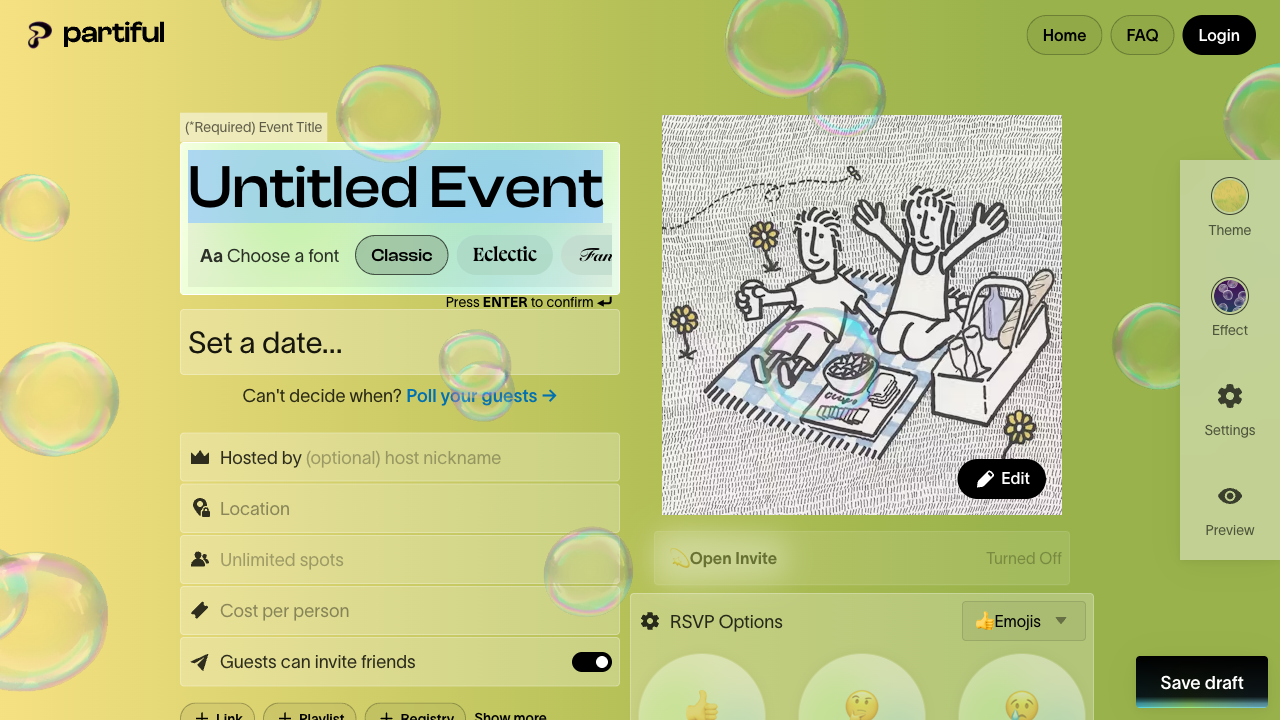 partiful
Home
FAQ
Login
(*Required) Event Title
Untitled Event
Aa Choose a font
Classic
Eclectic
Press ENTER to confirm
Set a date...
Can't decide when? Poll your guests →
Hosted by (optional) host nickname
Location
Unlimited spots
Cost per person
Guests can invite friends
Link
Playlist
Registry
Show more
Edit
Open Invite
Turned Off
RSVP Options
👍Emojis
Theme
Effect
Settings
Preview
Save draft